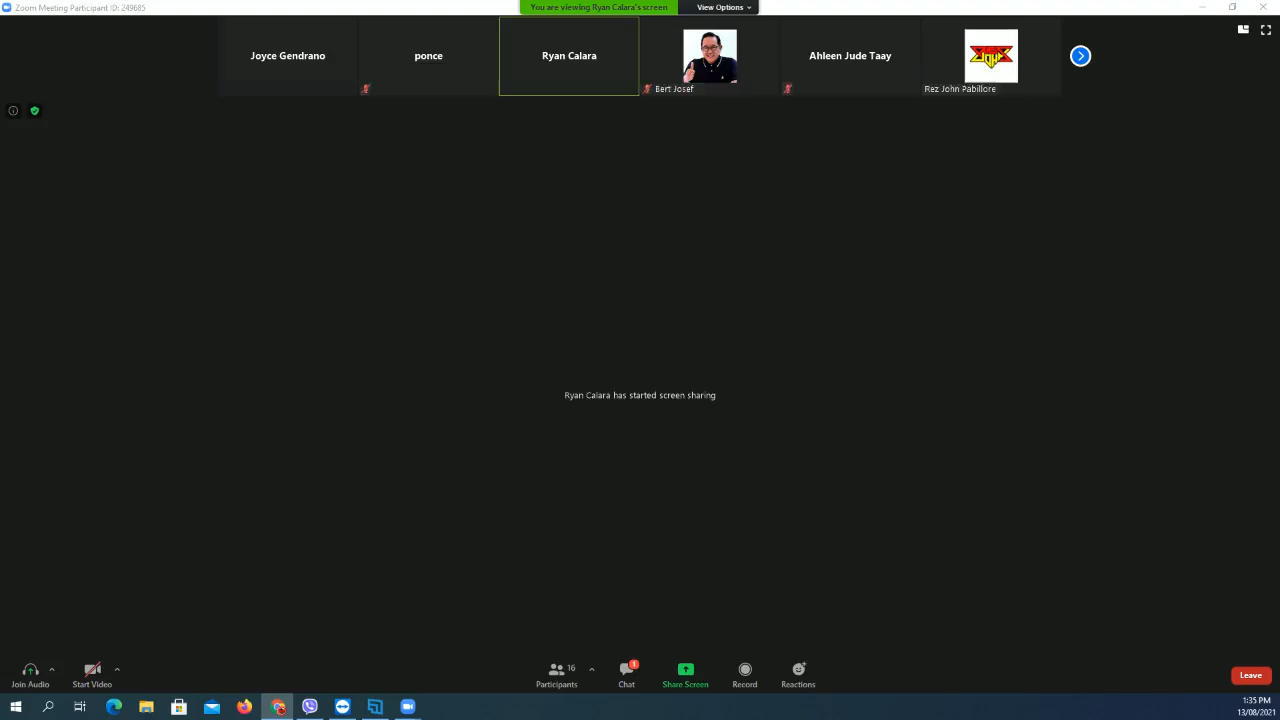 Zoom Meeting Participant ID: 249685
You are viewing Ryan Calara's screen
View Options
Joyce Gendrano
ponce
Ryan Calara
Ahleen Jude Taay
Bert Josef
Rez John Pabillore
Ryan Calara has started screen sharing
16
1
Join Audio
Start Video
Participants
Chat
Share Screen
Record
Reactions
Leave
1:35 PM
13/08/2021